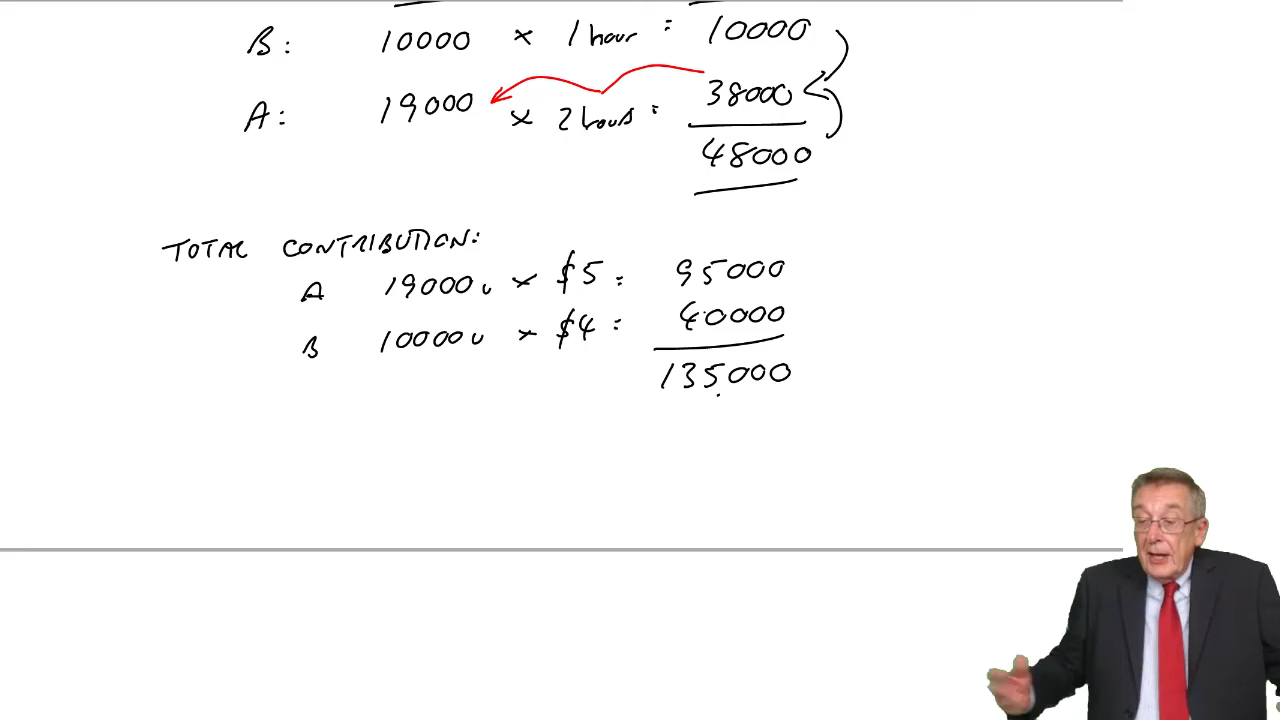 B: 10000 × 1 hour = 10000
A: 19000 × 2 hours = 38000
48000
TOTAL CONTRIBUTION:
A 19000u × $5 = 95000
B 10000u × $4 = 40000
135000